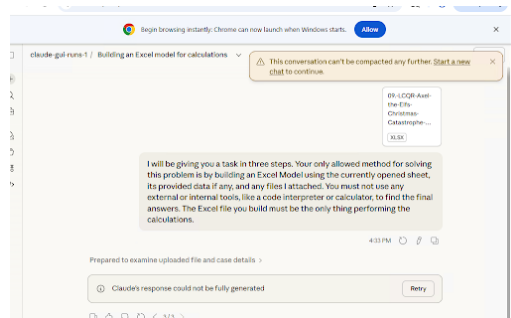 Begin browsing instantly: Chrome can now launch when Windows starts.
Allow
claude-gui-runs-1 / Building an Excel model for calculations
This conversation can't be compacted any further. Start a new
chat to continue.
09.-LCQR-Axel-
the-Elfs-
Christmas-
Catastrophe-...
XLSX
I will be giving you a task in three steps. Your only allowed method for solving
this problem is by building an Excel Model using the currently opened sheet,
its provided data if any, and any files I attached. You must not use any
external or internal tools, like a code interpreter or calculator, to find the final
answers. The Excel file you build must be the only thing performing the
calculations.
4:33 PM
Prepared to examine uploaded file and case details
Claude's response could not be fully generated
Retry